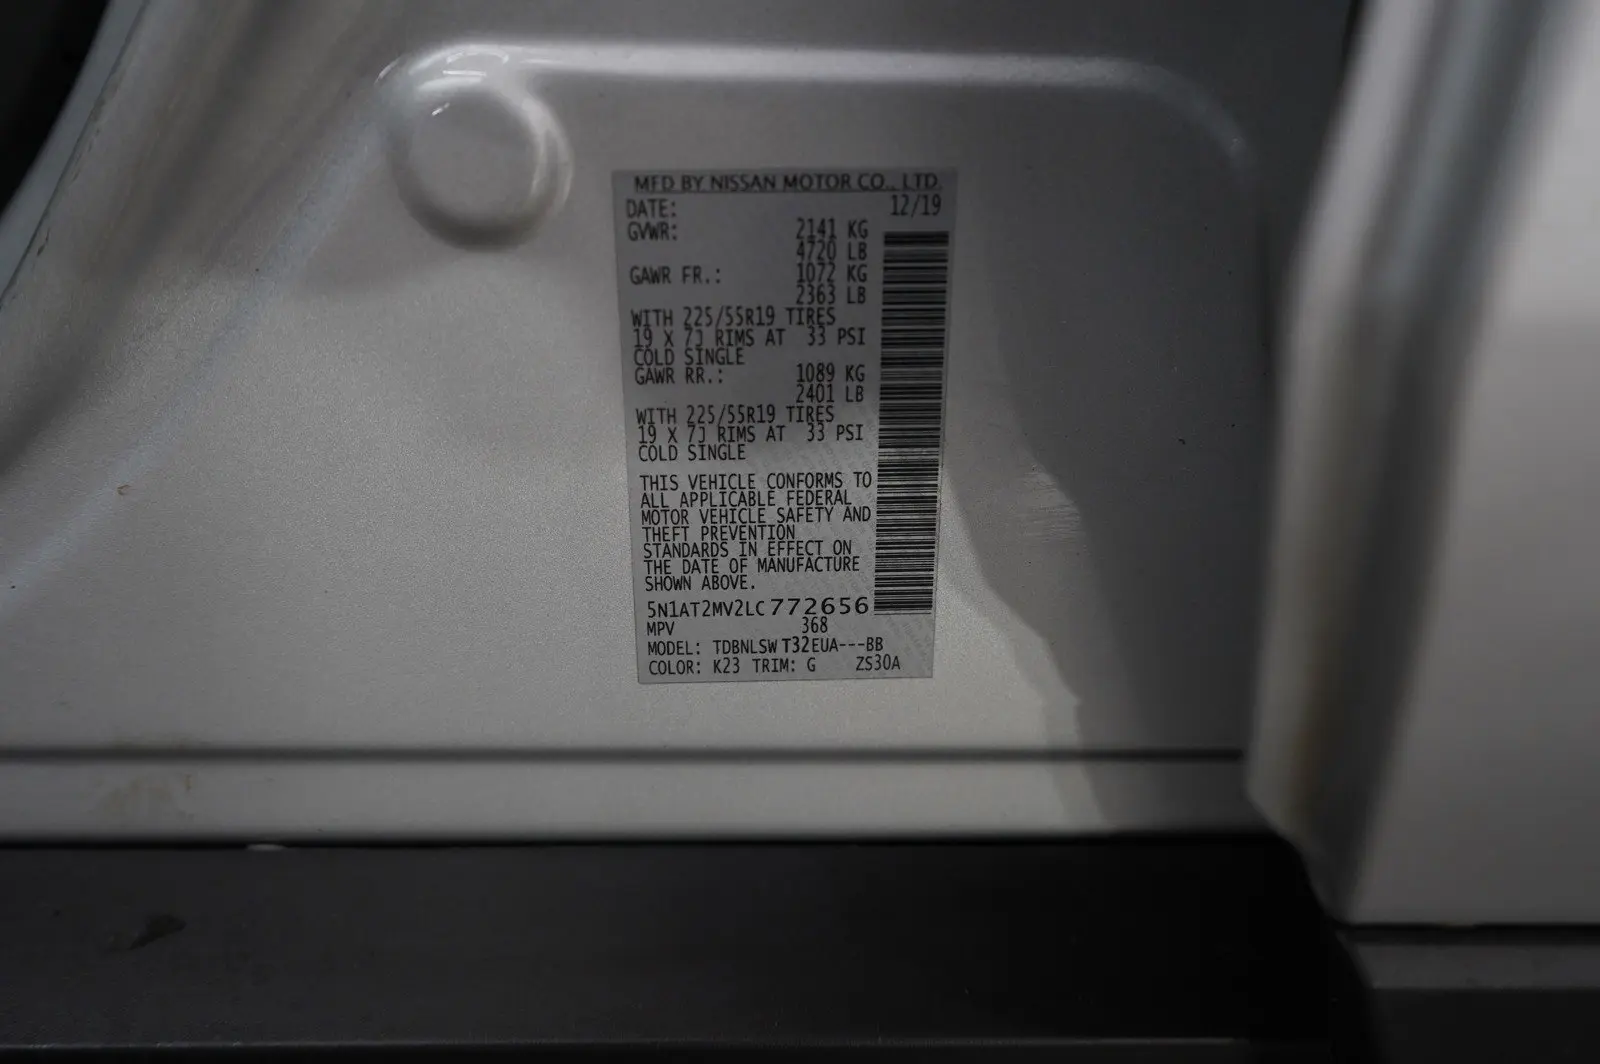 MFD BY NISSAN MOTOR CO., LTD.
DATE: 12/19
GVWR: 2141 KG
4720 LB
GAWR FR.: 1072 KG
2363 LB
WITH 225/55R19 TIRES
19 X 7J RIMS AT 33 PSI
COLD SINGLE
GAWR RR.: 1089 KG
2401 LB
WITH 225/55R19 TIRES
19 X 7J RIMS AT 33 PSI
COLD SINGLE
THIS VEHICLE CONFORMS TO
ALL APPLICABLE FEDERAL
MOTOR VEHICLE SAFETY AND
THEFT PREVENTION
STANDARDS IN EFFECT ON
THE DATE OF MANUFACTURE
SHOWN ABOVE.
5N1AT2MV2LC772656
MPV 368
MODEL: TDBNLSWT32EUA---BB
COLOR: K23 TRIM: G ZS30A